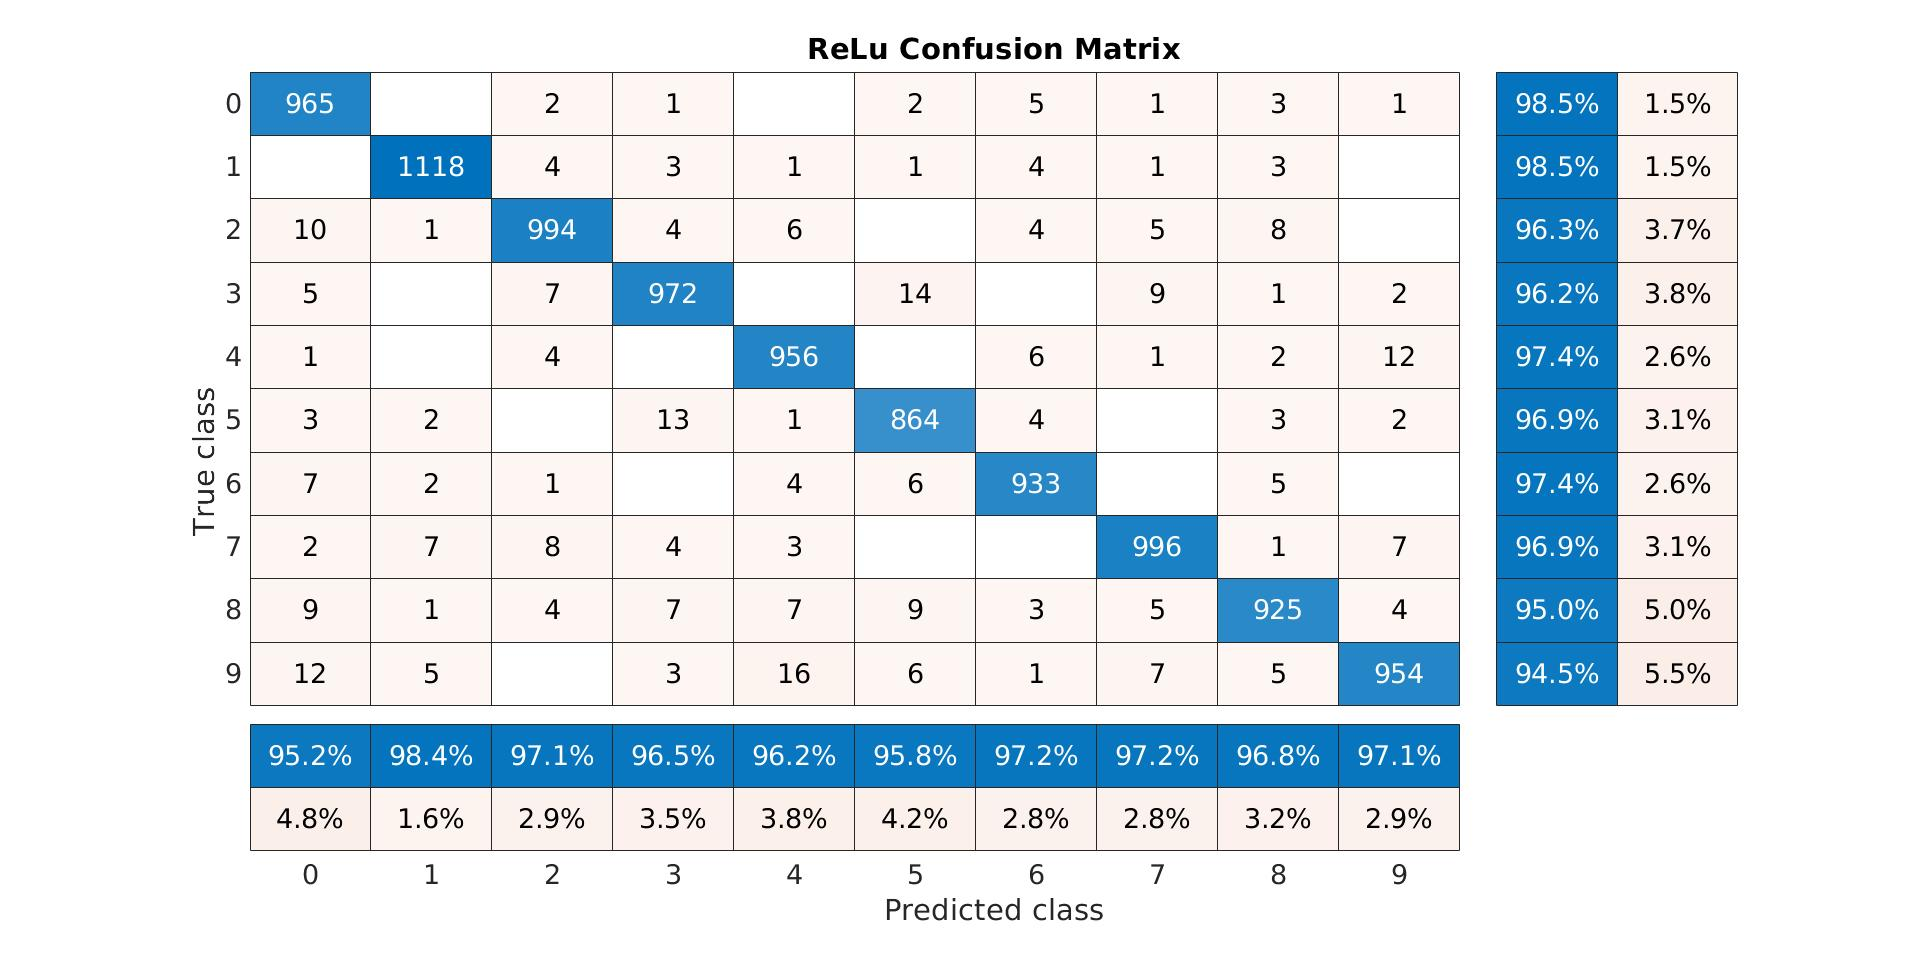 ReLu Confusion Matrix
0 965 2 1 2 5 1 3 1 98.5% 1.5%
1 1118 4 3 1 1 4 1 3 98.5% 1.5%
2 10 1 994 4 6 4 5 8 96.3% 3.7%
3 5 7 972 14 9 1 2 96.2% 3.8%
4 1 4 956 6 1 2 12 97.4% 2.6%
5 3 2 13 1 864 4 3 2 96.9% 3.1%
6 7 2 1 4 6 933 5 97.4% 2.6%
7 2 7 8 4 3 996 1 7 96.9% 3.1%
8 9 1 4 7 7 9 3 5 925 4 95.0% 5.0%
9 12 5 3 16 6 1 7 5 954 94.5% 5.5%
True class
95.2% 98.4% 97.1% 96.5% 96.2% 95.8% 97.2% 97.2% 96.8% 97.1%
4.8% 1.6% 2.9% 3.5% 3.8% 4.2% 2.8% 2.8% 3.2% 2.9%
0 1 2 3 4 5 6 7 8 9
Predicted class